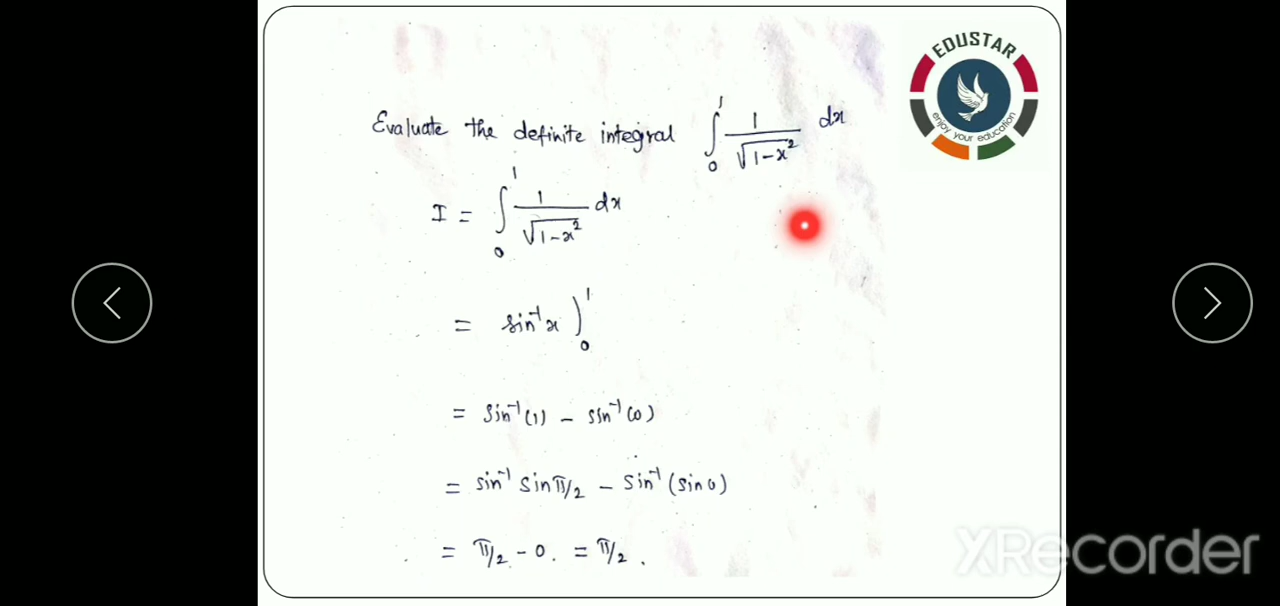 EDUSTAR
enjoy your education
Evaluate the definite integral ∫₀¹ 1/√(1-x²) dx
I = ∫₀¹ 1/√(1-x²) dx
= sin⁻¹x )₀¹
= sin⁻¹(1) - sin⁻¹(0)
= sin⁻¹ sin π/2 - sin⁻¹(sin 0)
= π/2 - 0. = π/2.
XRecorder